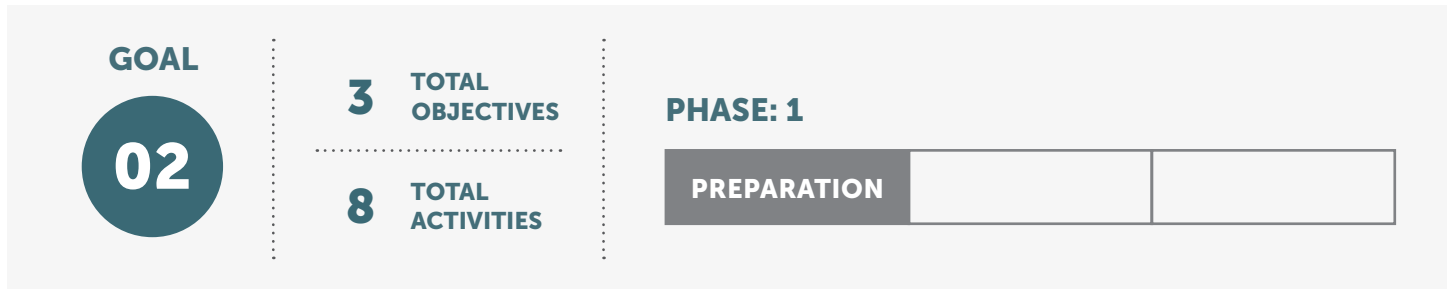 GOAL
02
3 TOTAL
OBJECTIVES
8 TOTAL
ACTIVITIES
PHASE: 1
PREPARATION